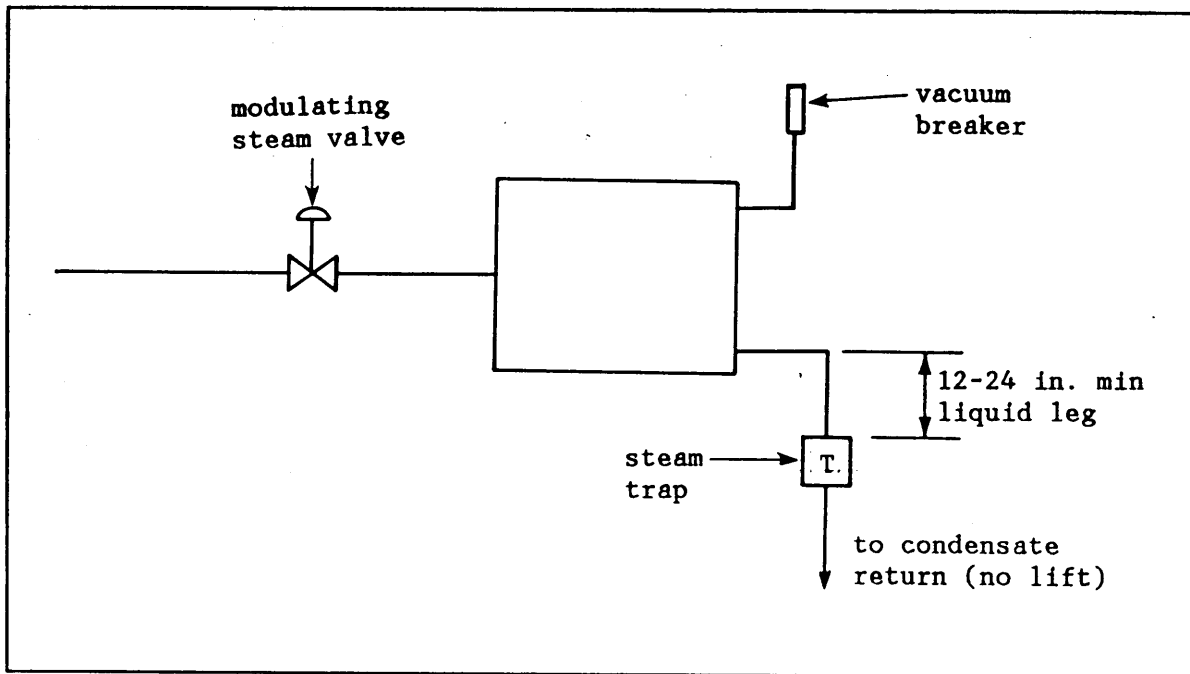 modulating
steam valve
vacuum
breaker
12-24 in. min
liquid leg
steam
trap
T.
to condensate
return (no lift)